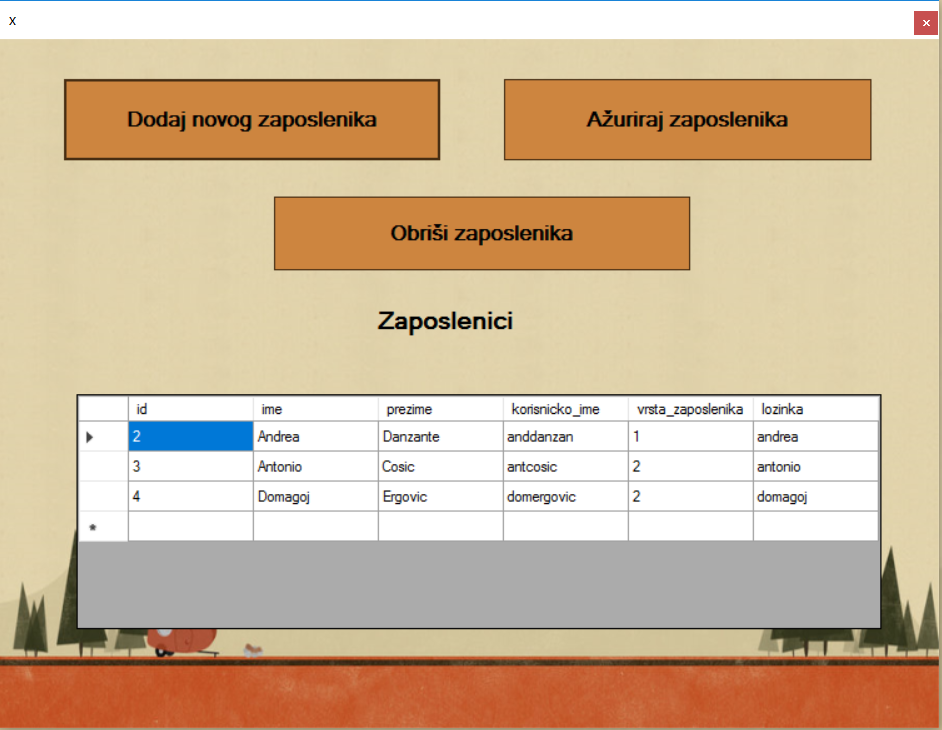 x
Dodaj novog zaposlenika
Ažuriraj zaposlenika
Obriši zaposlenika
Zaposlenici
id ime prezime korisnicko_ime vrsta_zaposlenika lozinka
2 Andrea Danzante anddanzan 1 andrea
3 Antonio Cosic antcosic 2 antonio
4 Domagoj Ergovic domergovic 2 domagoj